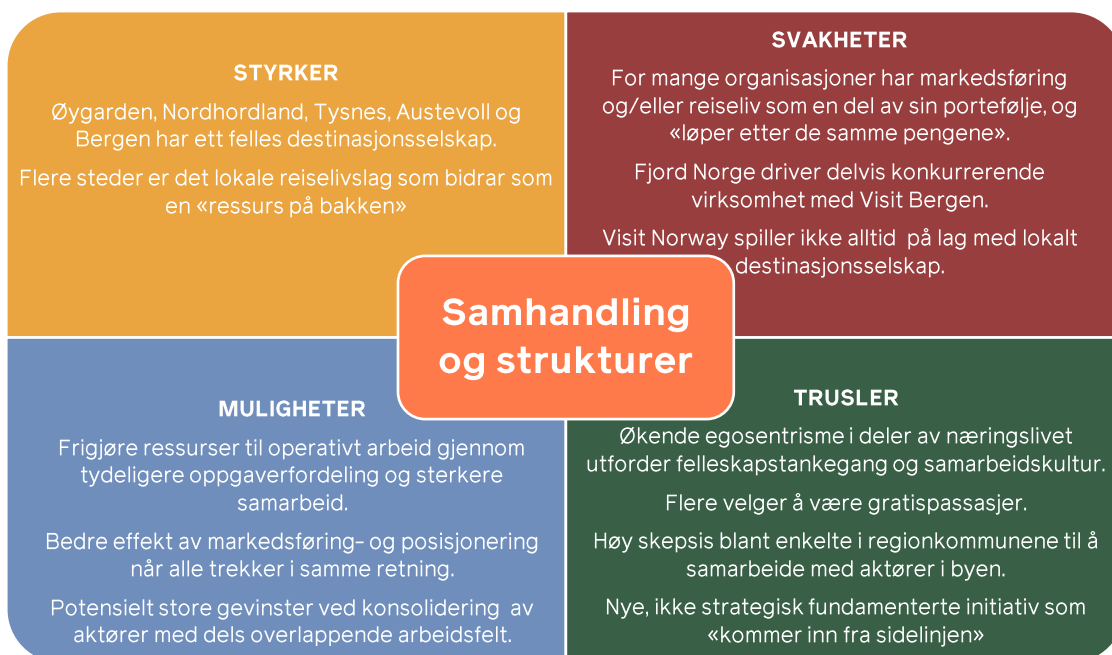 STYRKER
Øygarden, Nordhordland, Tysnes, Austevoll og
Bergen har ett felles destinasjonsselskap.
Flere steder er det lokale reiselivslag som bidrar som
en «ressurs på bakken»
SVAKHETER
For mange organisasjoner har markedsføring
og/eller reiseliv som en del av sin portefølje, og
«løper etter de samme pengene».
Fjord Norge driver delvis konkurrerende
virksomhet med Visit Bergen.
Visit Norway spiller ikke alltid på lag med lokalt
destinasjonsselskap.
Samhandling
og strukturer
MULIGHETER
Frigjøre ressurser til operativt arbeid gjennom
tydeligere oppgaverfordeling og sterkere
samarbeid.
Bedre effekt av markedsføring- og posisjonering
når alle trekker i samme retning.
Potensielt store gevinster ved konsolidering av
aktører med dels overlappende arbeidsfelt.
TRUSLER
Økende egosentrisme i deler av næringslivet
utforder felleskapstankegang og samarbeidskultur.
Flere velger å være gratispassasjer.
Høy skepsis blant enkelte i regionkommunene til å
samarbeide med aktører i byen.
Nye, ikke strategisk fundamenterte initiativ som
«kommer inn fra sidelinjen»